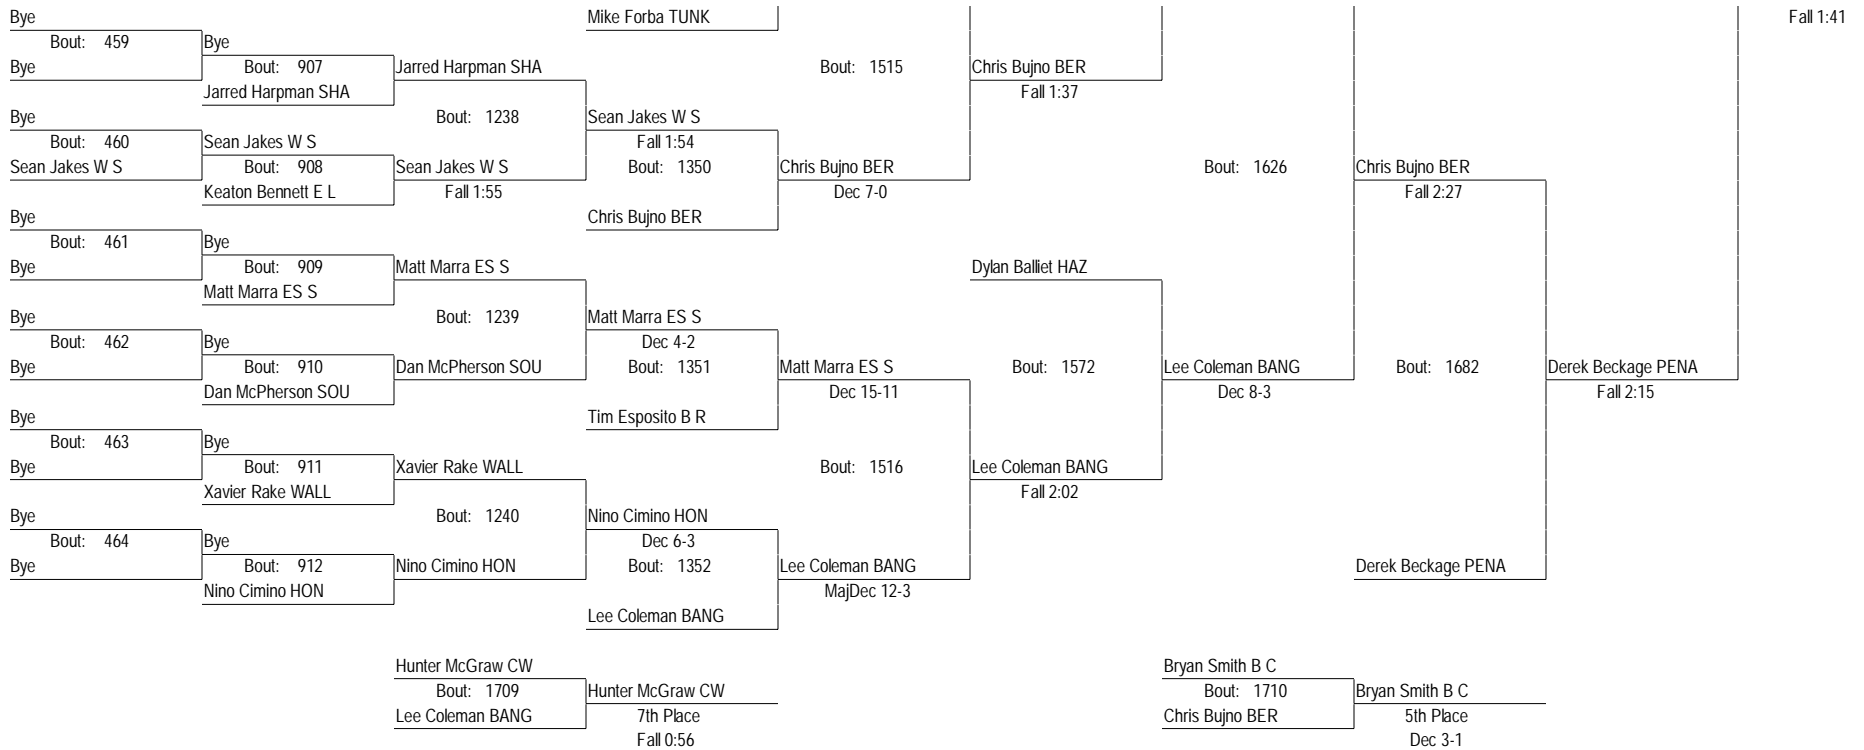 Bye
Mike Forba TUNK
Fall 1:41
Bout: 459
Bye
Bye
Bout: 907
Jarred Harpman SHA
Bout: 1515
Chris Bujno BER
Jarred Harpman SHA
Fall 1:37
Bye
Bout: 1238
Sean Jakes W S
Bout: 460
Sean Jakes W S
Fall 1:54
Sean Jakes W S
Bout: 908
Sean Jakes W S
Bout: 1350
Chris Bujno BER
Bout: 1626
Chris Bujno BER
Keaton Bennett E L
Fall 1:55
Dec 7-0
Fall 2:27
Bye
Chris Bujno BER
Bout: 461
Bye
Bye
Bout: 909
Matt Marra ES S
Dylan Balliet HAZ
Matt Marra ES S
Bye
Bout: 1239
Matt Marra ES S
Bout: 462
Bye
Dec 4-2
Bye
Bout: 910
Dan McPherson SOU
Bout: 1351
Matt Marra ES S
Bout: 1572
Lee Coleman BANG
Bout: 1682
Derek Beckage PENA
Dan McPherson SOU
Dec 15-11
Dec 8-3
Fall 2:15
Bye
Tim Esposito B R
Bout: 463
Bye
Bye
Bout: 911
Xavier Rake WALL
Bout: 1516
Lee Coleman BANG
Xavier Rake WALL
Fall 2:02
Bye
Bout: 1240
Nino Cimino HON
Bout: 464
Bye
Dec 6-3
Bye
Bout: 912
Nino Cimino HON
Bout: 1352
Lee Coleman BANG
Derek Beckage PENA
Nino Cimino HON
MajDec 12-3
Lee Coleman BANG
Hunter McGraw CW
Bryan Smith B C
Bout: 1709
Hunter McGraw CW
Bout: 1710
Bryan Smith B C
Lee Coleman BANG
7th Place
Chris Bujno BER
5th Place
Fall 0:56
Dec 3-1